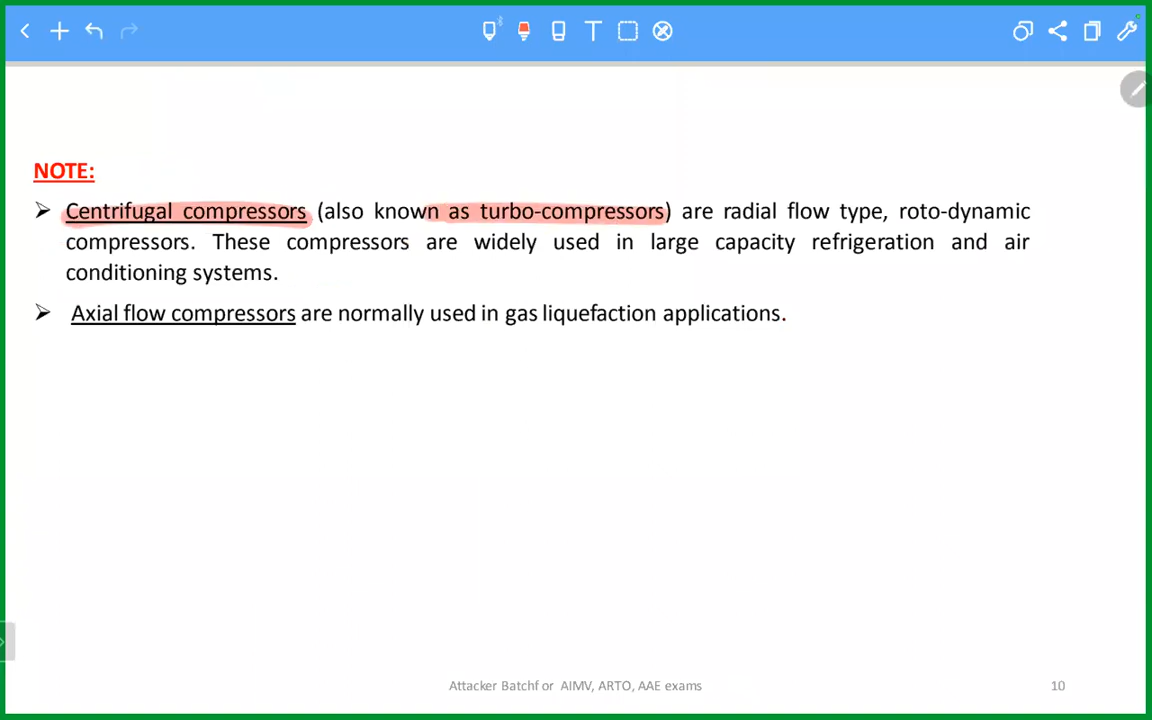 NOTE:
➢ Centrifugal compressors (also known as turbo-compressors) are radial flow type, roto-dynamic
compressors. These compressors are widely used in large capacity refrigeration and air
conditioning systems.
➢ Axial flow compressors are normally used in gas liquefaction applications.
Attacker Batchf or AIMV, ARTO, AAE exams
10